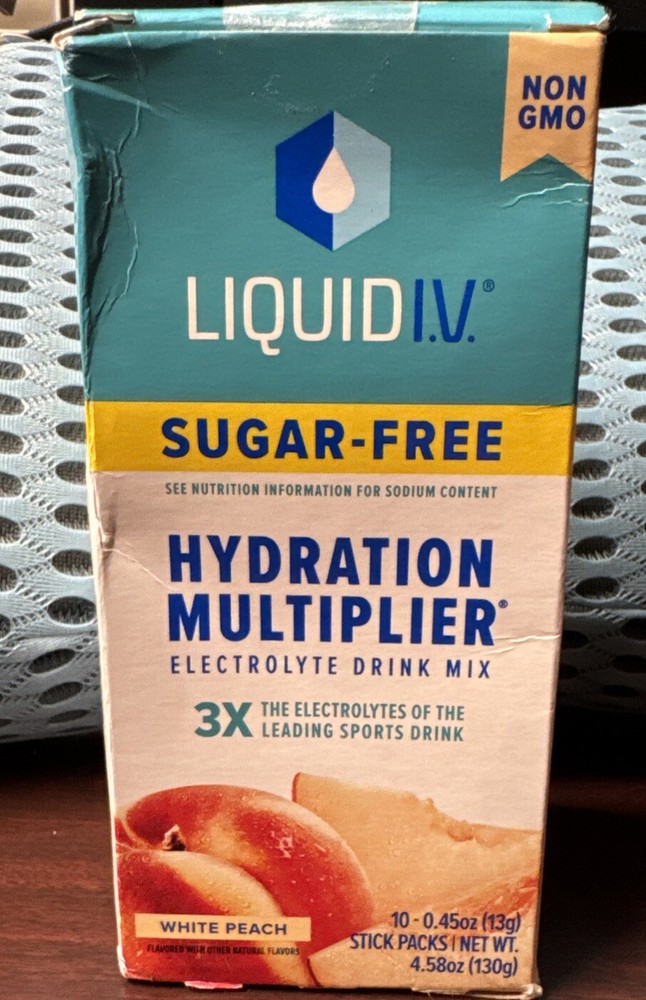 NON
GMO
LIQUID I.V.®
SUGAR-FREE
SEE NUTRITION INFORMATION FOR SODIUM CONTENT
HYDRATION
MULTIPLIER®
ELECTROLYTE DRINK MIX
3X THE ELECTROLYTES OF THE
LEADING SPORTS DRINK
WHITE PEACH
FLAVORED WITH OTHER NATURAL FLAVORS
10 - 0.45oz (13g)
STICK PACKS | NET WT.
4.58oz (130g)